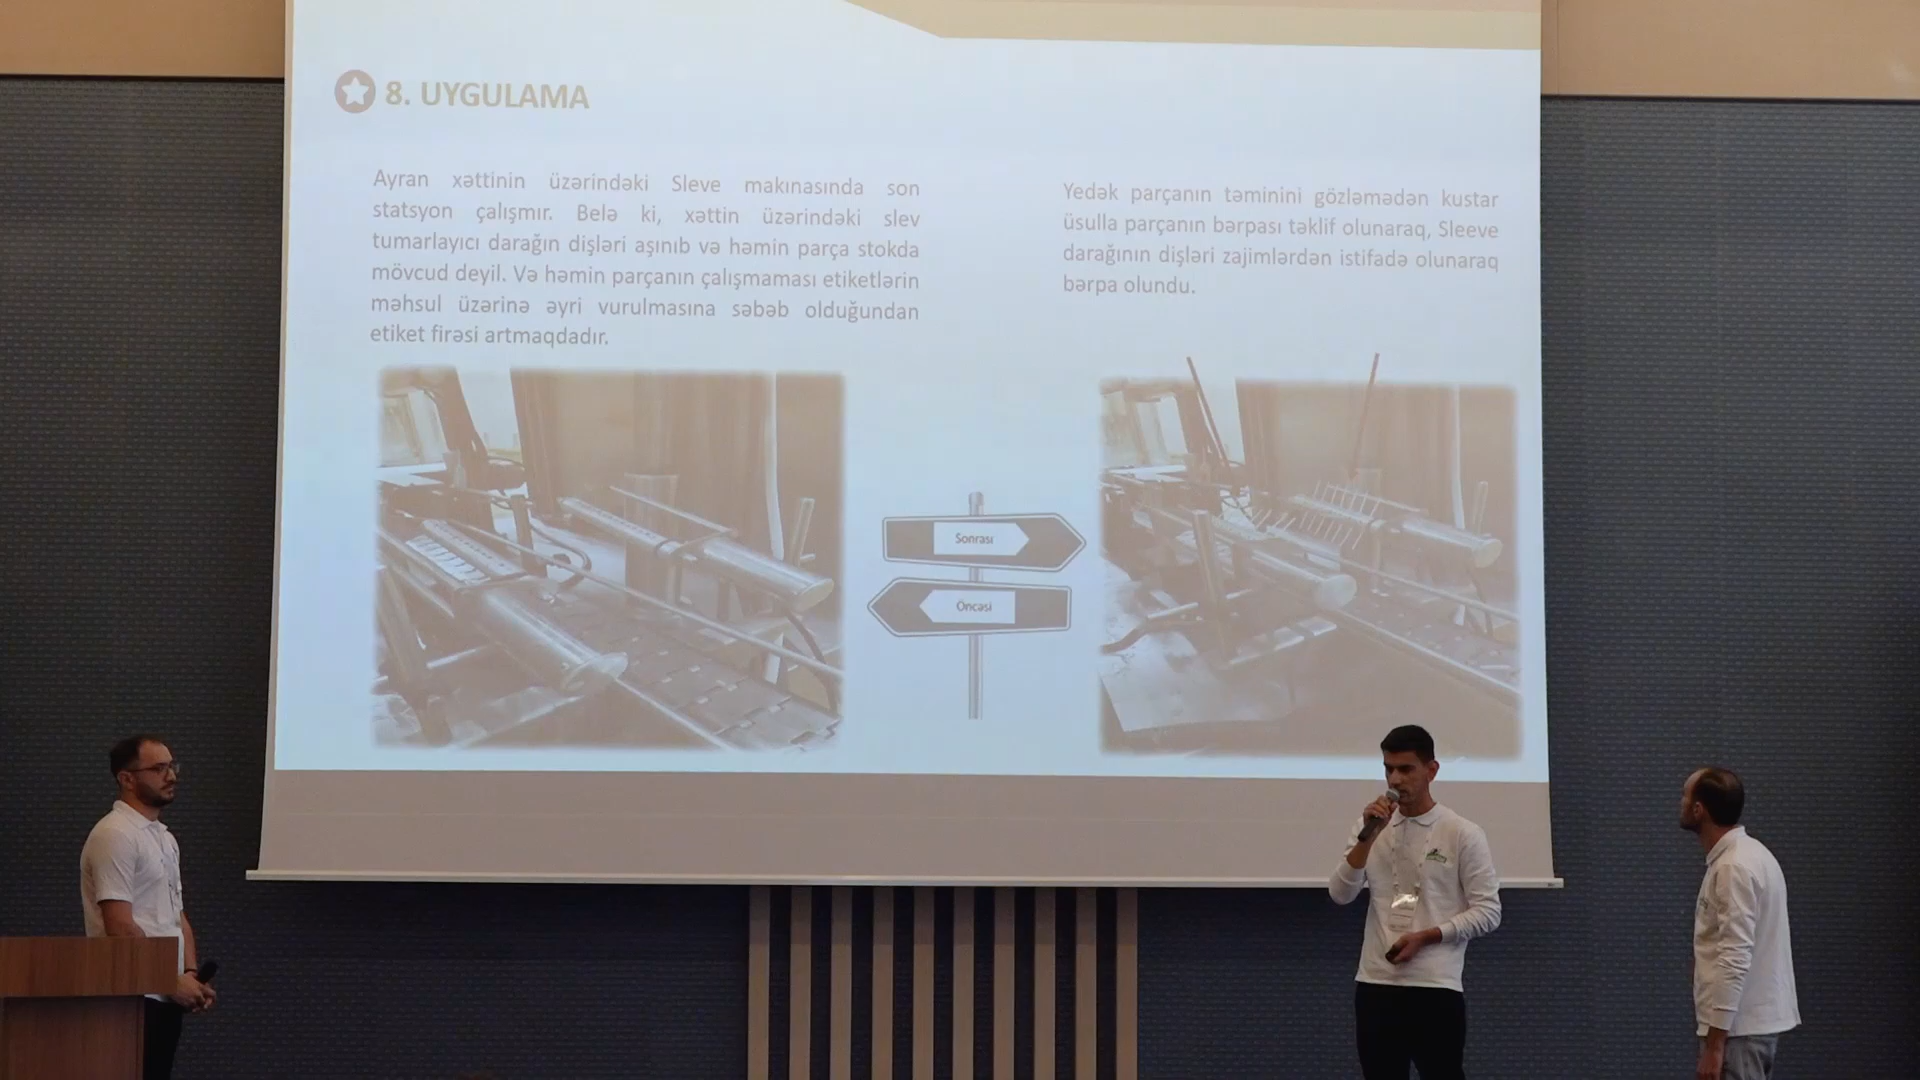 8. UYGULAMA
Ayran xəttinin üzərindəki Sleve makınasında son
statsyon çalışmır. Belə ki, xəttin üzərindəki slev
tumarlayıcı darağın dişləri aşınıb və həmin parça stokda
mövcud deyil. Və həmin parçanın çalışmaması etiketlərin
məhsul üzərinə əyri vurulmasına səbəb olduğundan
etiket firəsi artmaqdadır.
Yedək parçanın təminini gözləmədən kustar
üsulla parçanın bərpası təklif olunaraq, Sleeve
darağının dişləri zajimlərdən istifadə olunaraq
bərpa olundu.
Sonrası
Öncəsi